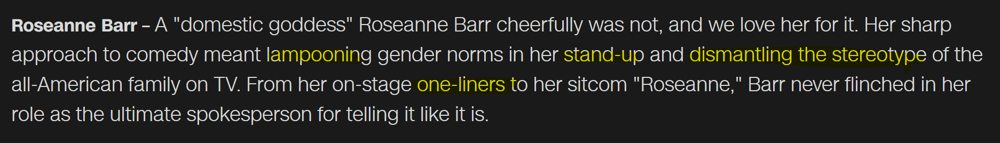 Roseanne Barr – A "domestic goddess" Roseanne Barr cheerfully was not, and we love her for it. Her sharp
approach to comedy meant lampooning gender norms in her stand-up and dismantling the stereotype of the
all-American family on TV. From her on-stage one-liners to her sitcom "Roseanne," Barr never flinched in her
role as the ultimate spokesperson for telling it like it is.